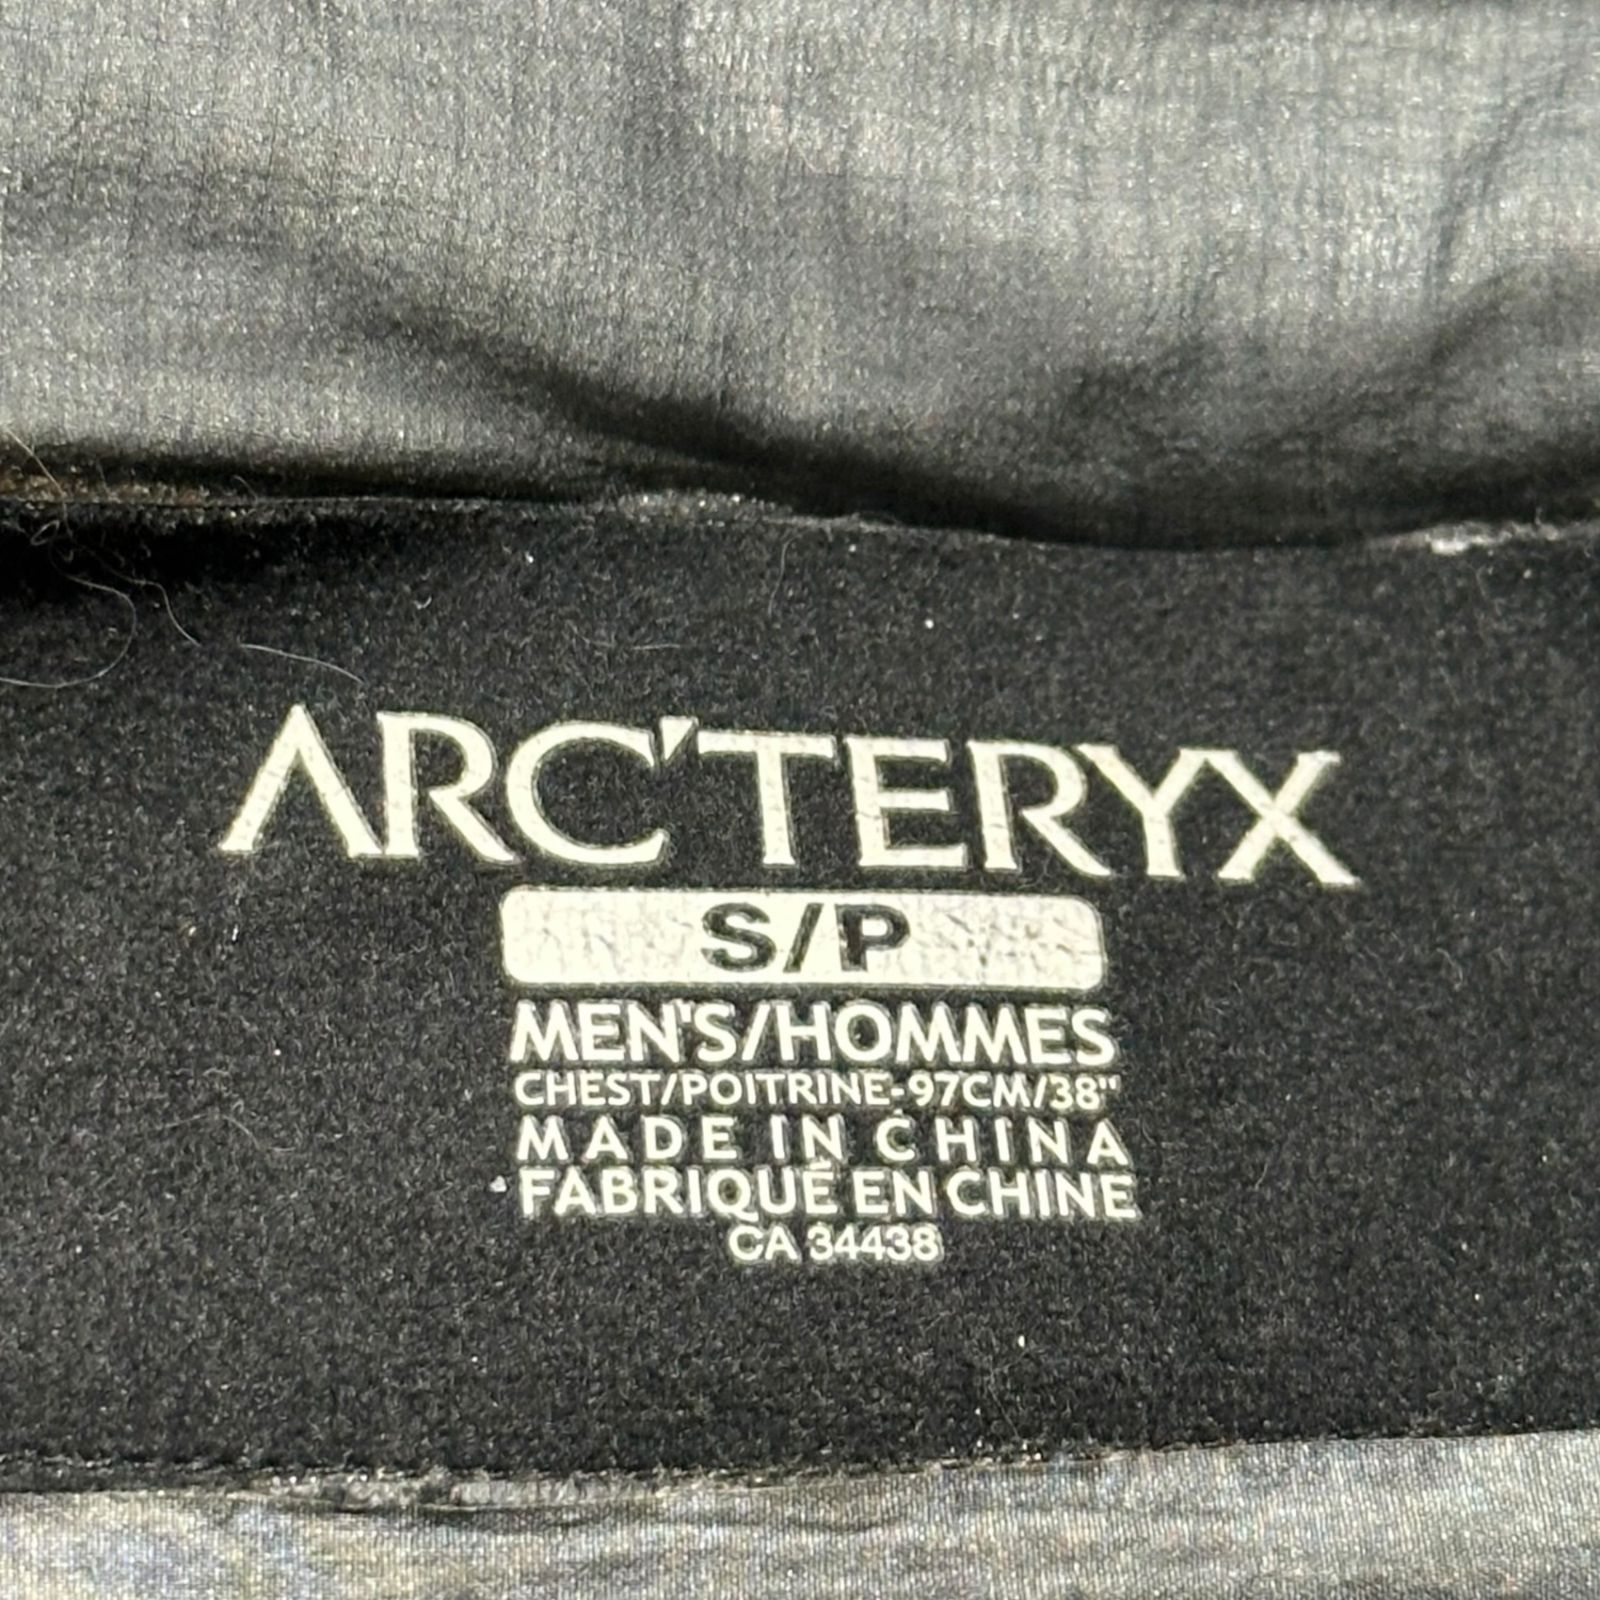 ARC'TERYX
S/P
MEN'S/HOMMES
CHEST/POITRINE-97CM/38"
MADE IN CHINA
FABRIQUÉ EN CHINE
CA 34438